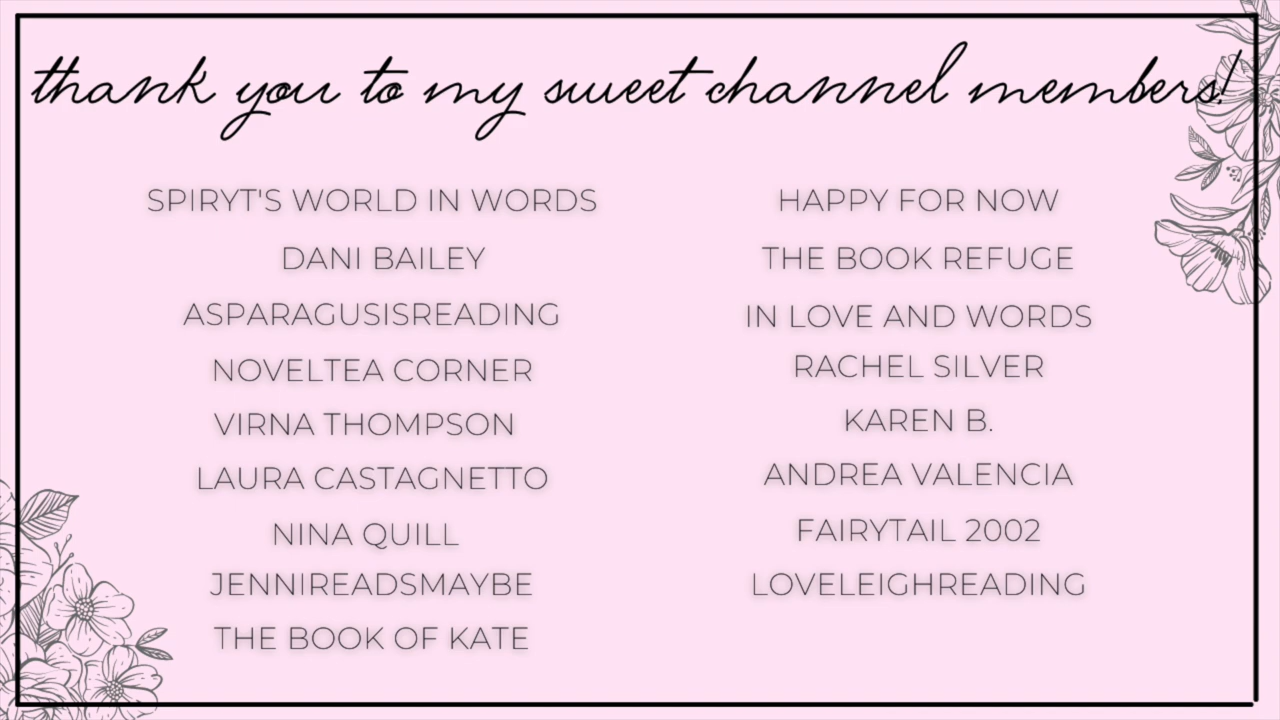 thank you to my sweet channel members!
SPIRYT'S WORLD IN WORDS
DANI BAILEY
ASPARAGUSISREADING
NOVELTEA CORNER
VIRNA THOMPSON
LAURA CASTAGNETTO
NINA QUILL
JENNIREADSMAYBE
THE BOOK OF KATE
HAPPY FOR NOW
THE BOOK REFUGE
IN LOVE AND WORDS
RACHEL SILVER
KAREN B.
ANDREA VALENCIA
FAIRYTAIL 2002
LOVELEIGHREADING